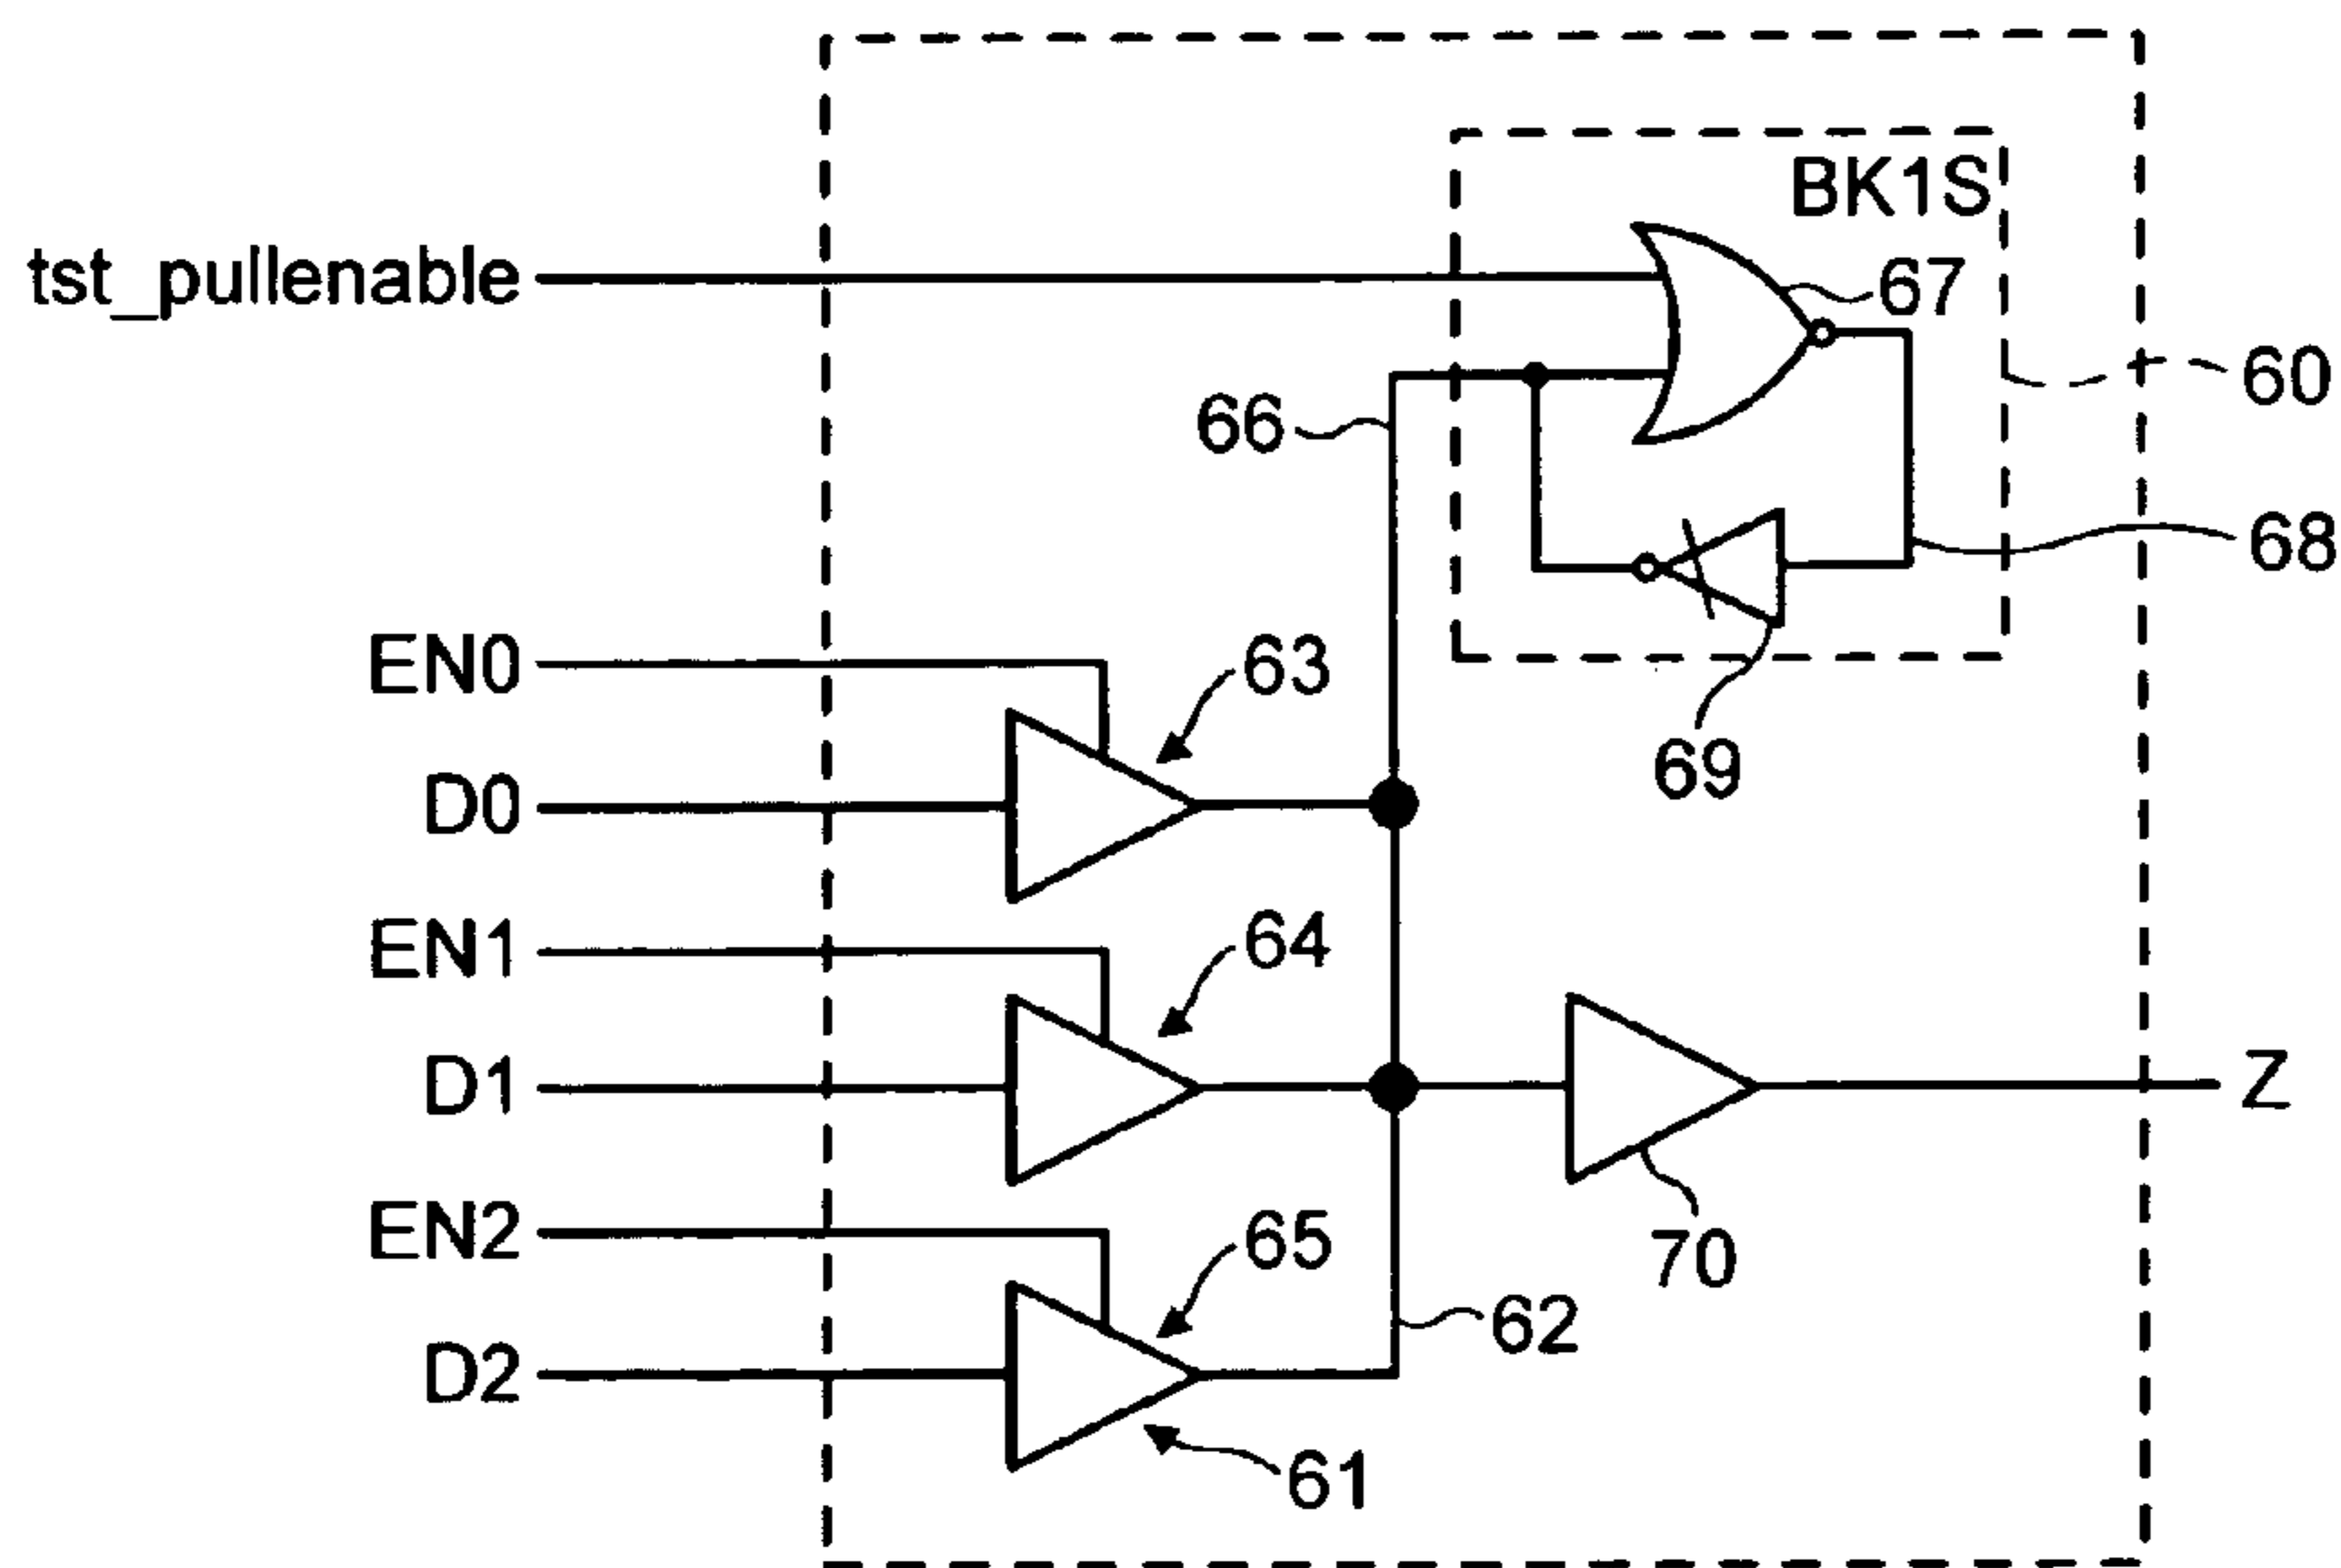 BK1S
tst_pullenable
67
60
66
68
EN0
63
D0
69
EN1
64
D1
Z
EN2
65
70
62
D2
61